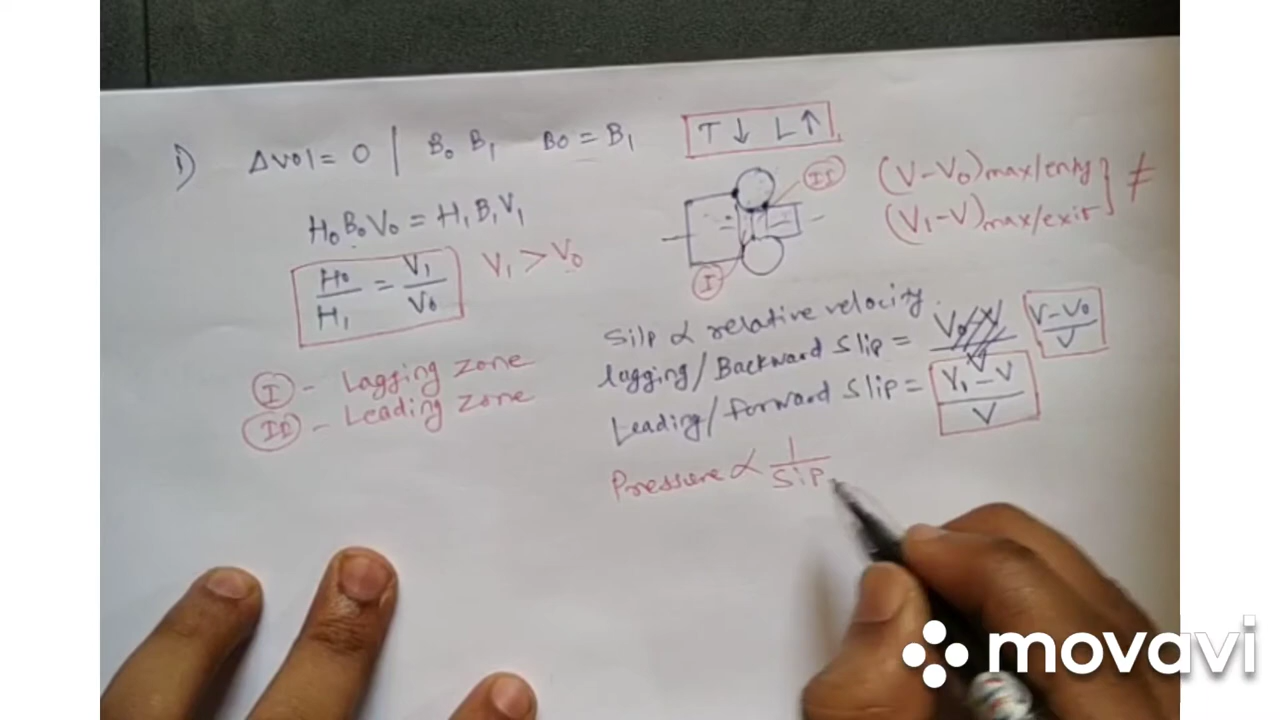 1) ΔVol = 0 | B₀ B₁ B0 = B₁
T ↓ L ↑
H₀B₀V₀ = H₁B₁V₁
H₀/H₁ = V₁/V₀
V₁ > V₀
I
II
(V-V₀)max/entry
(V₁-V)max/exit
≠
I - Lagging zone
II - Leading zone
Silp ∝ relative velocity.
lagging/Backward slip = V-V₀/V
Leading/forward slip = V₁-V/V
Pressure ∝ 1/Slip
movavi